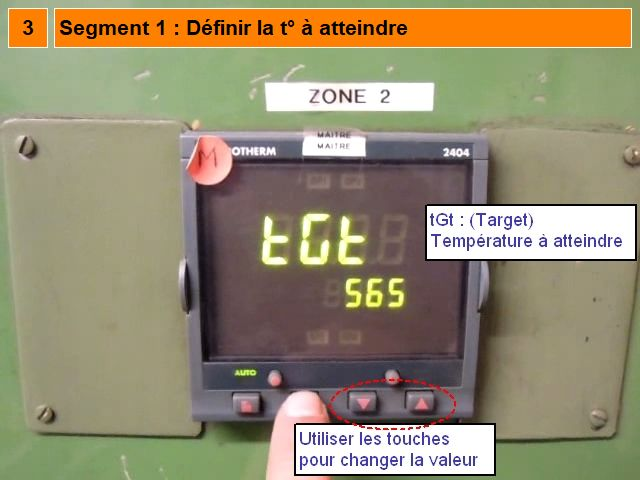 3 Segment 1 : Définir la t° à atteindre
ZONE 2
MAITRE
MAITRE
M
OTHERM 2404
tGt
565
tGt : (Target)
Température à atteindre
AUTO
Utiliser les touches
pour changer la valeur